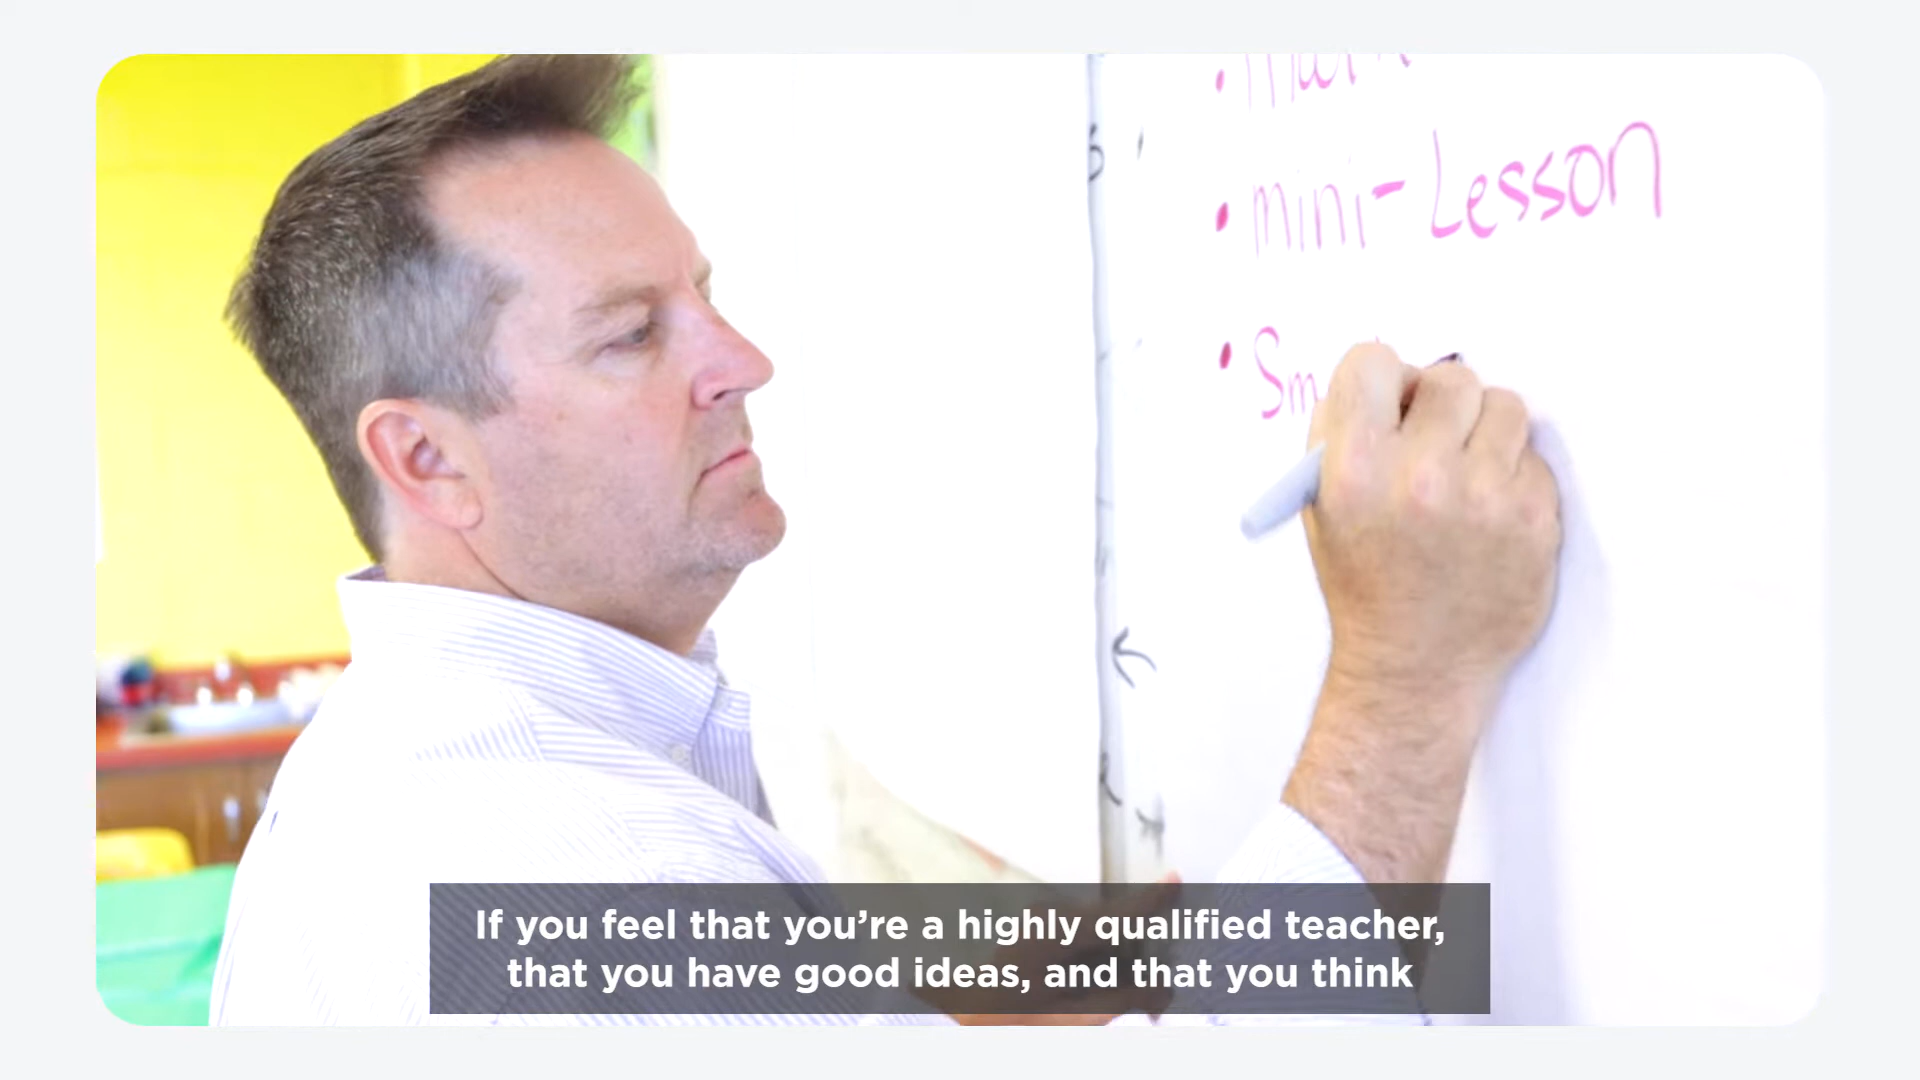 mini-Lesson
Sm
If you feel that you’re a highly qualified teacher,
that you have good ideas, and that you think